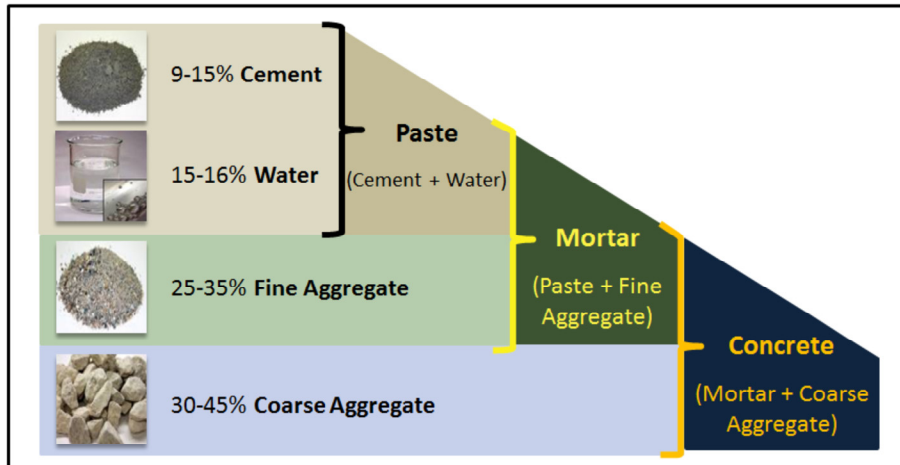 9-15% Cement
15-16% Water
25-35% Fine Aggregate
30-45% Coarse Aggregate
Paste
(Cement + Water)
Mortar
(Paste + Fine
Aggregate)
Concrete
(Mortar + Coarse
Aggregate)